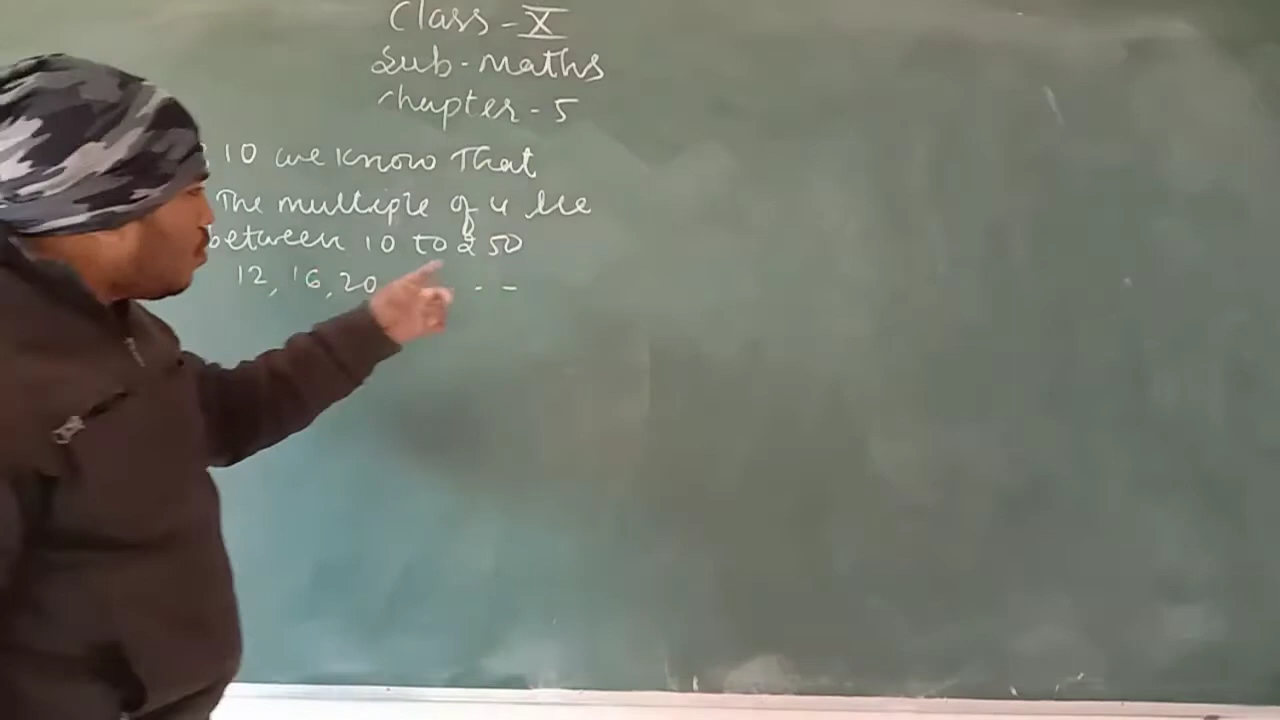 Class - X
Sub - Maths
Chapter - 5
10 we know That
The multiple of 4 lie
between 10 to 250
12, 16, 20 - -